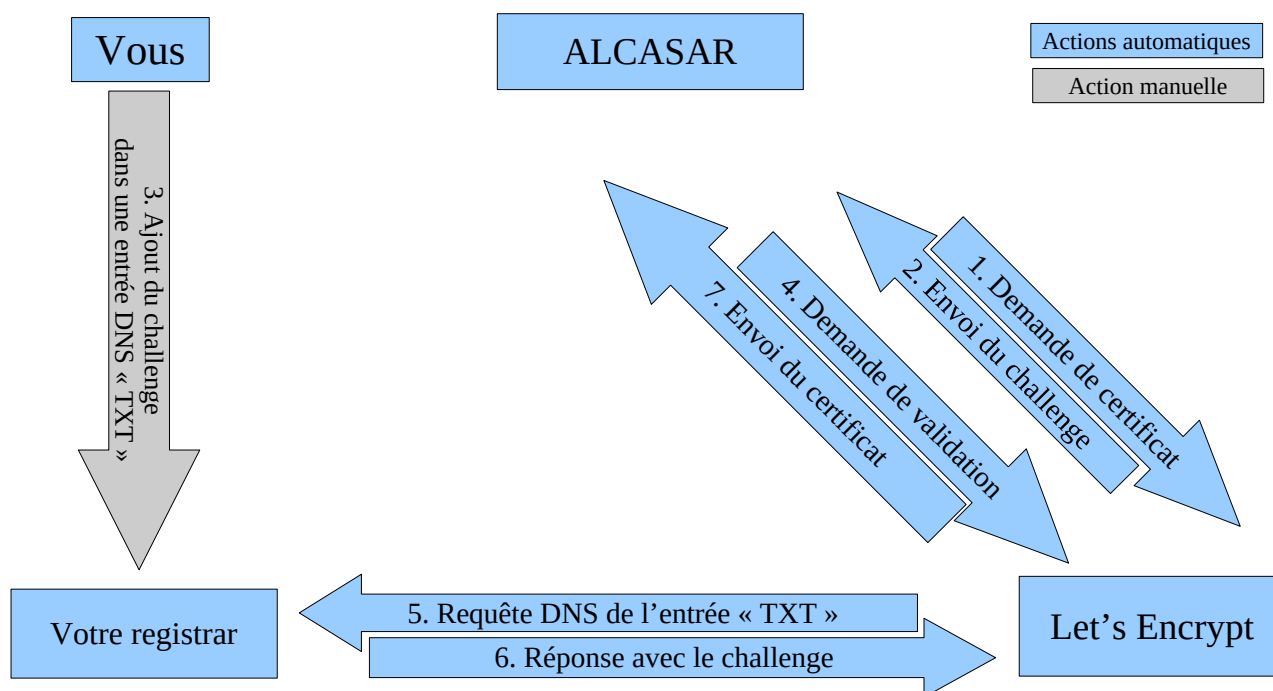 Vous
ALCASAR
Actions automatiques
Action manuelle
3. Ajout du challenge
dans une entrée DNS « TXT »
1. Demande de certificat
2. Envoi du challenge
4. Demande de validation
7. Envoi du certificat
5. Requête DNS de l’entrée « TXT »
6. Réponse avec le challenge
Votre registrar
Let’s Encrypt